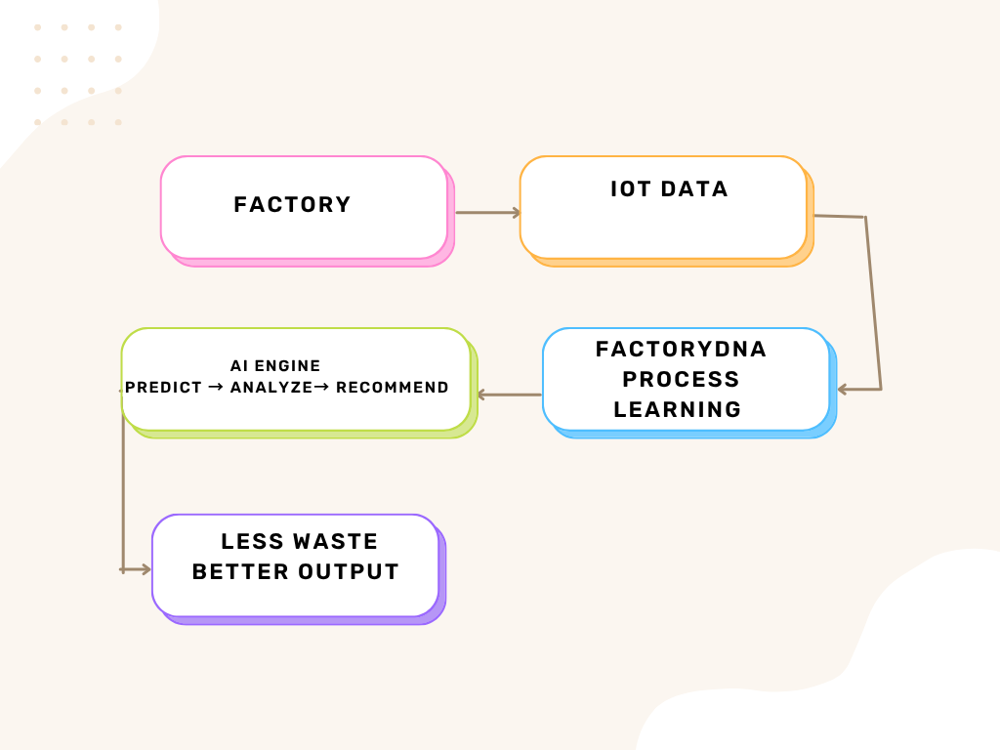 FACTORY
IOT DATA
AI ENGINE
PREDICT → ANALYZE→ RECOMMEND
FACTORYDNA
PROCESS
LEARNING
LESS WASTE
BETTER OUTPUT